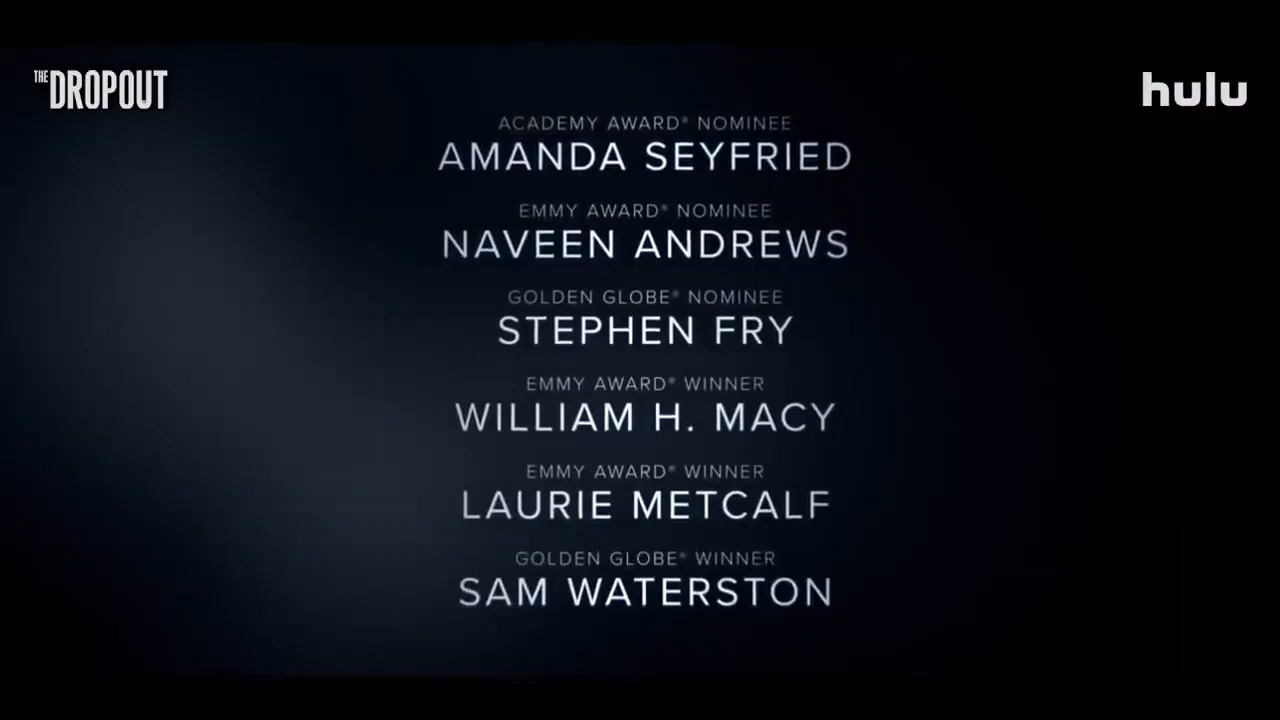 THE DROPOUT
hulu
ACADEMY AWARD® NOMINEE
AMANDA SEYFRIED
EMMY AWARD® NOMINEE
NAVEEN ANDREWS
GOLDEN GLOBE® NOMINEE
STEPHEN FRY
EMMY AWARD® WINNER
WILLIAM H. MACY
EMMY AWARD® WINNER
LAURIE METCALF
GOLDEN GLOBE® WINNER
SAM WATERSTON